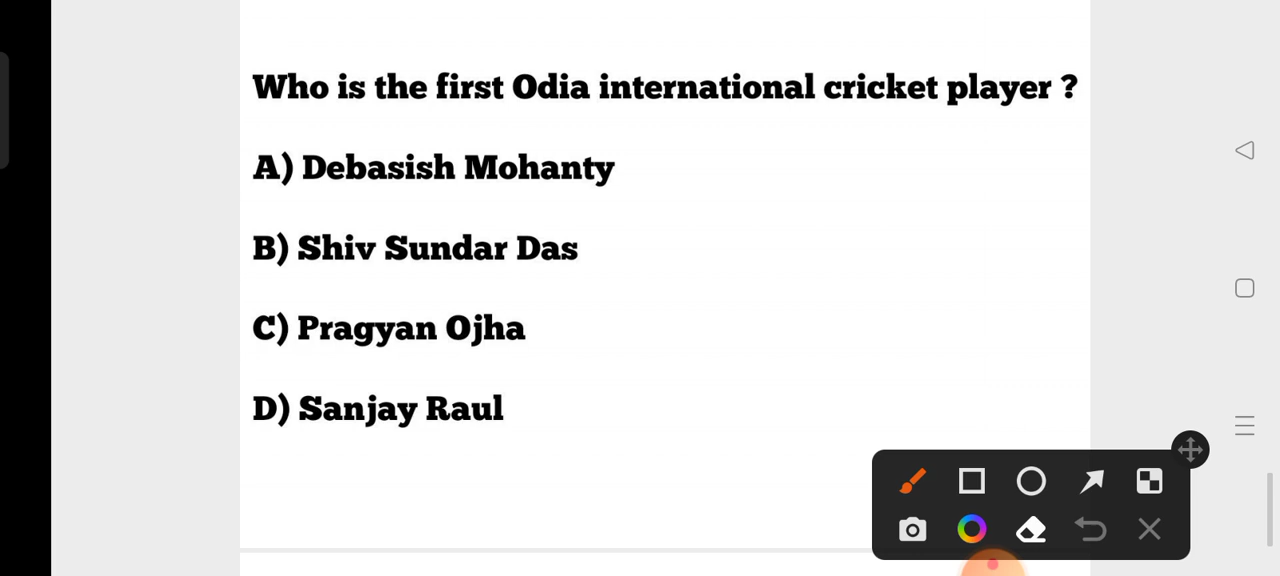 Who is the first Odia international cricket player ?
A) Debasish Mohanty
B) Shiv Sundar Das
C) Pragyan Ojha
D) Sanjay Raul